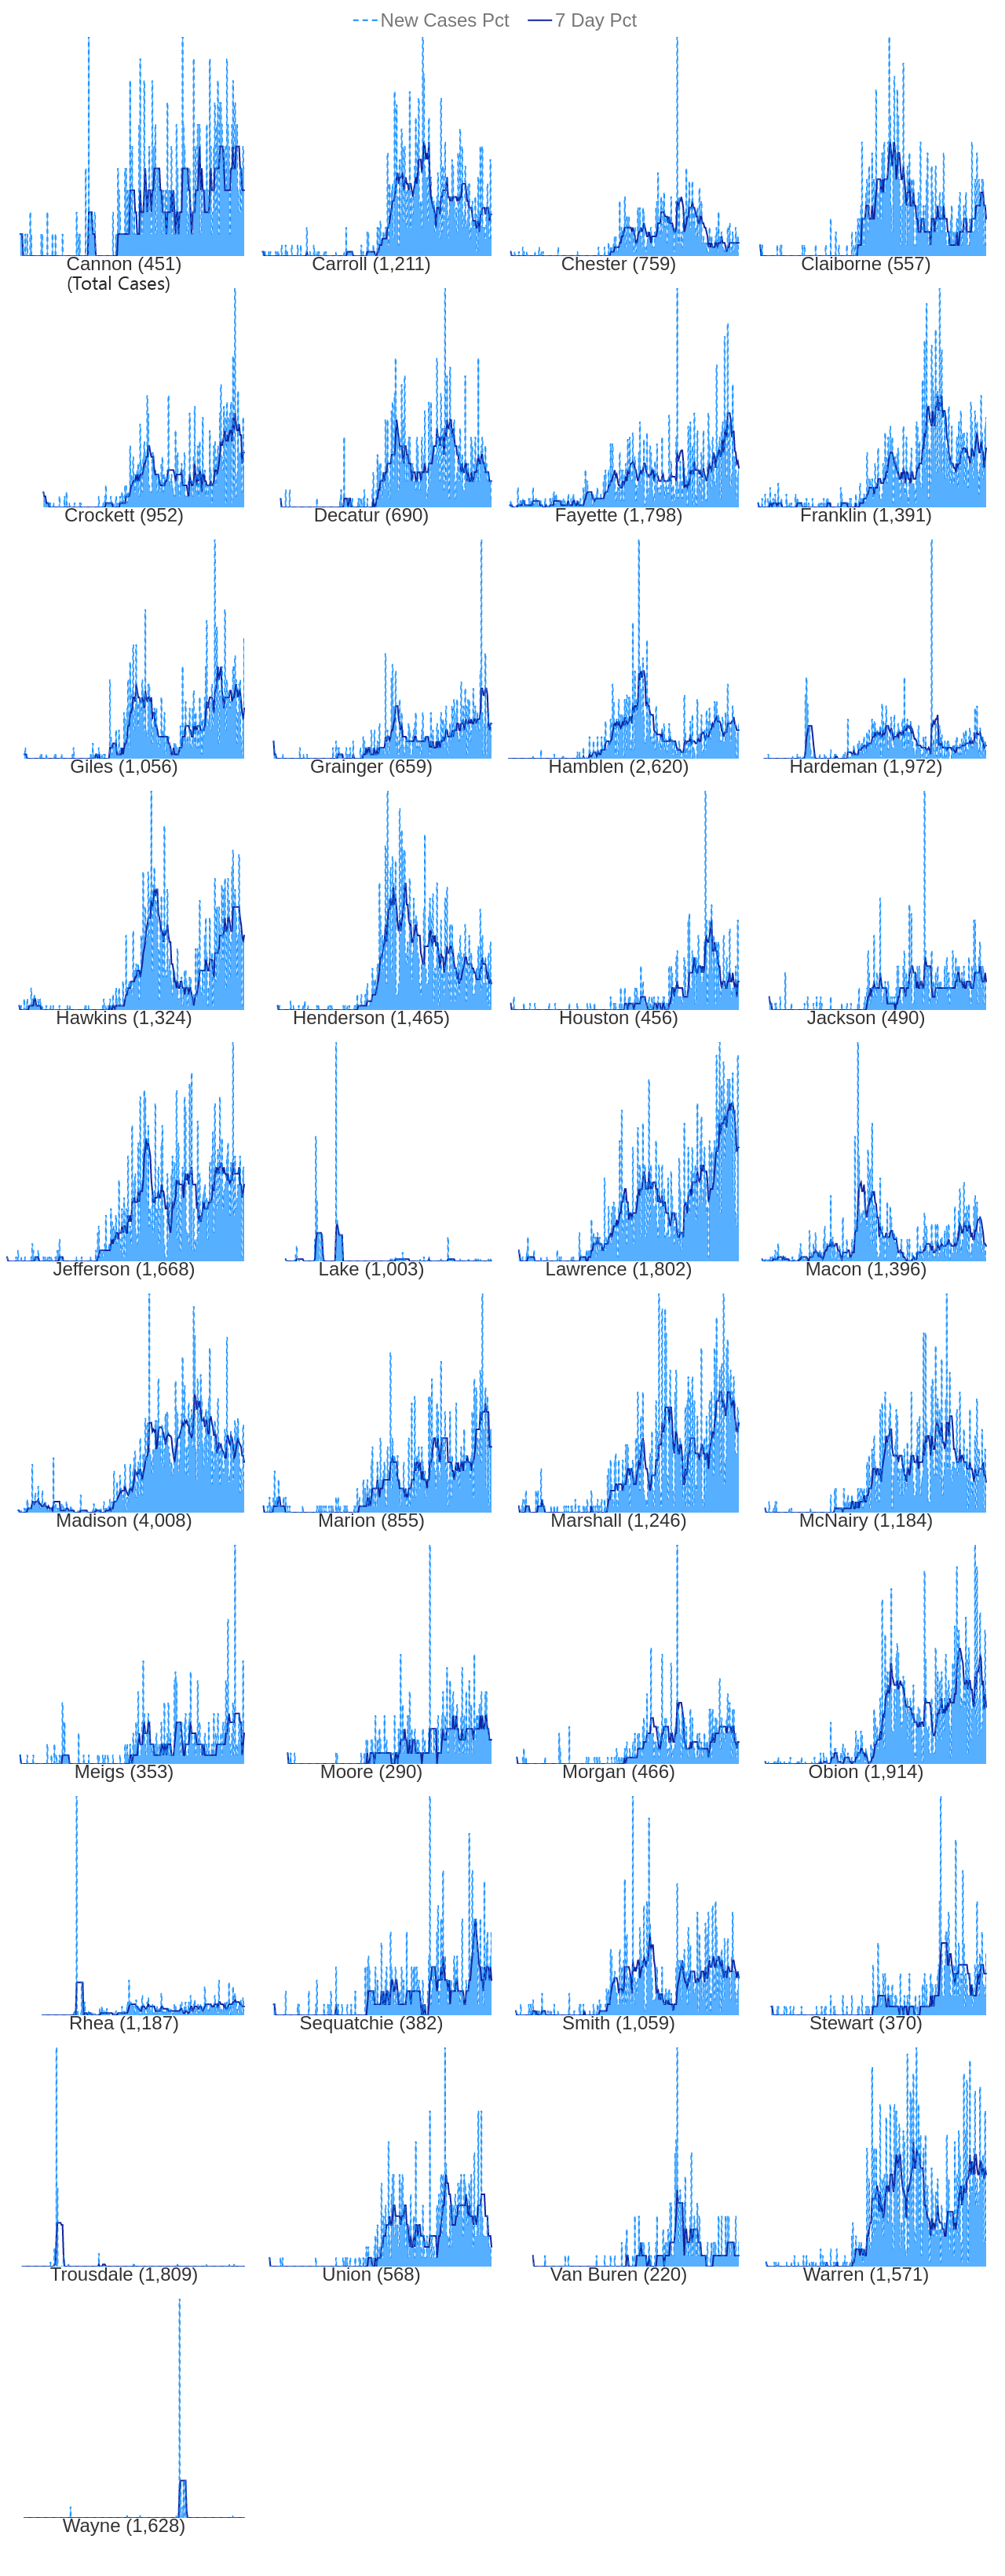 New Cases Pct 7 Day Pct
Cannon (451) Carroll (1,211) Chester (759) Claiborne (557)
(Total Cases)
Crockett (952) Decatur (690) Fayette (1,798) Franklin (1,391)
Giles (1,056) Grainger (659) Hamblen (2,620) Hardeman (1,972)
Hawkins (1,324) Henderson (1,465) Houston (456) Jackson (490)
Jefferson (1,668) Lake (1,003) Lawrence (1,802) Macon (1,396)
Madison (4,008) Marion (855) Marshall (1,246) McNairy (1,184)
Meigs (353) Moore (290) Morgan (466) Obion (1,914)
Rhea (1,187) Sequatchie (382) Smith (1,059) Stewart (370)
Trousdale (1,809) Union (568) Van Buren (220) Warren (1,571)
Wayne (1,628)